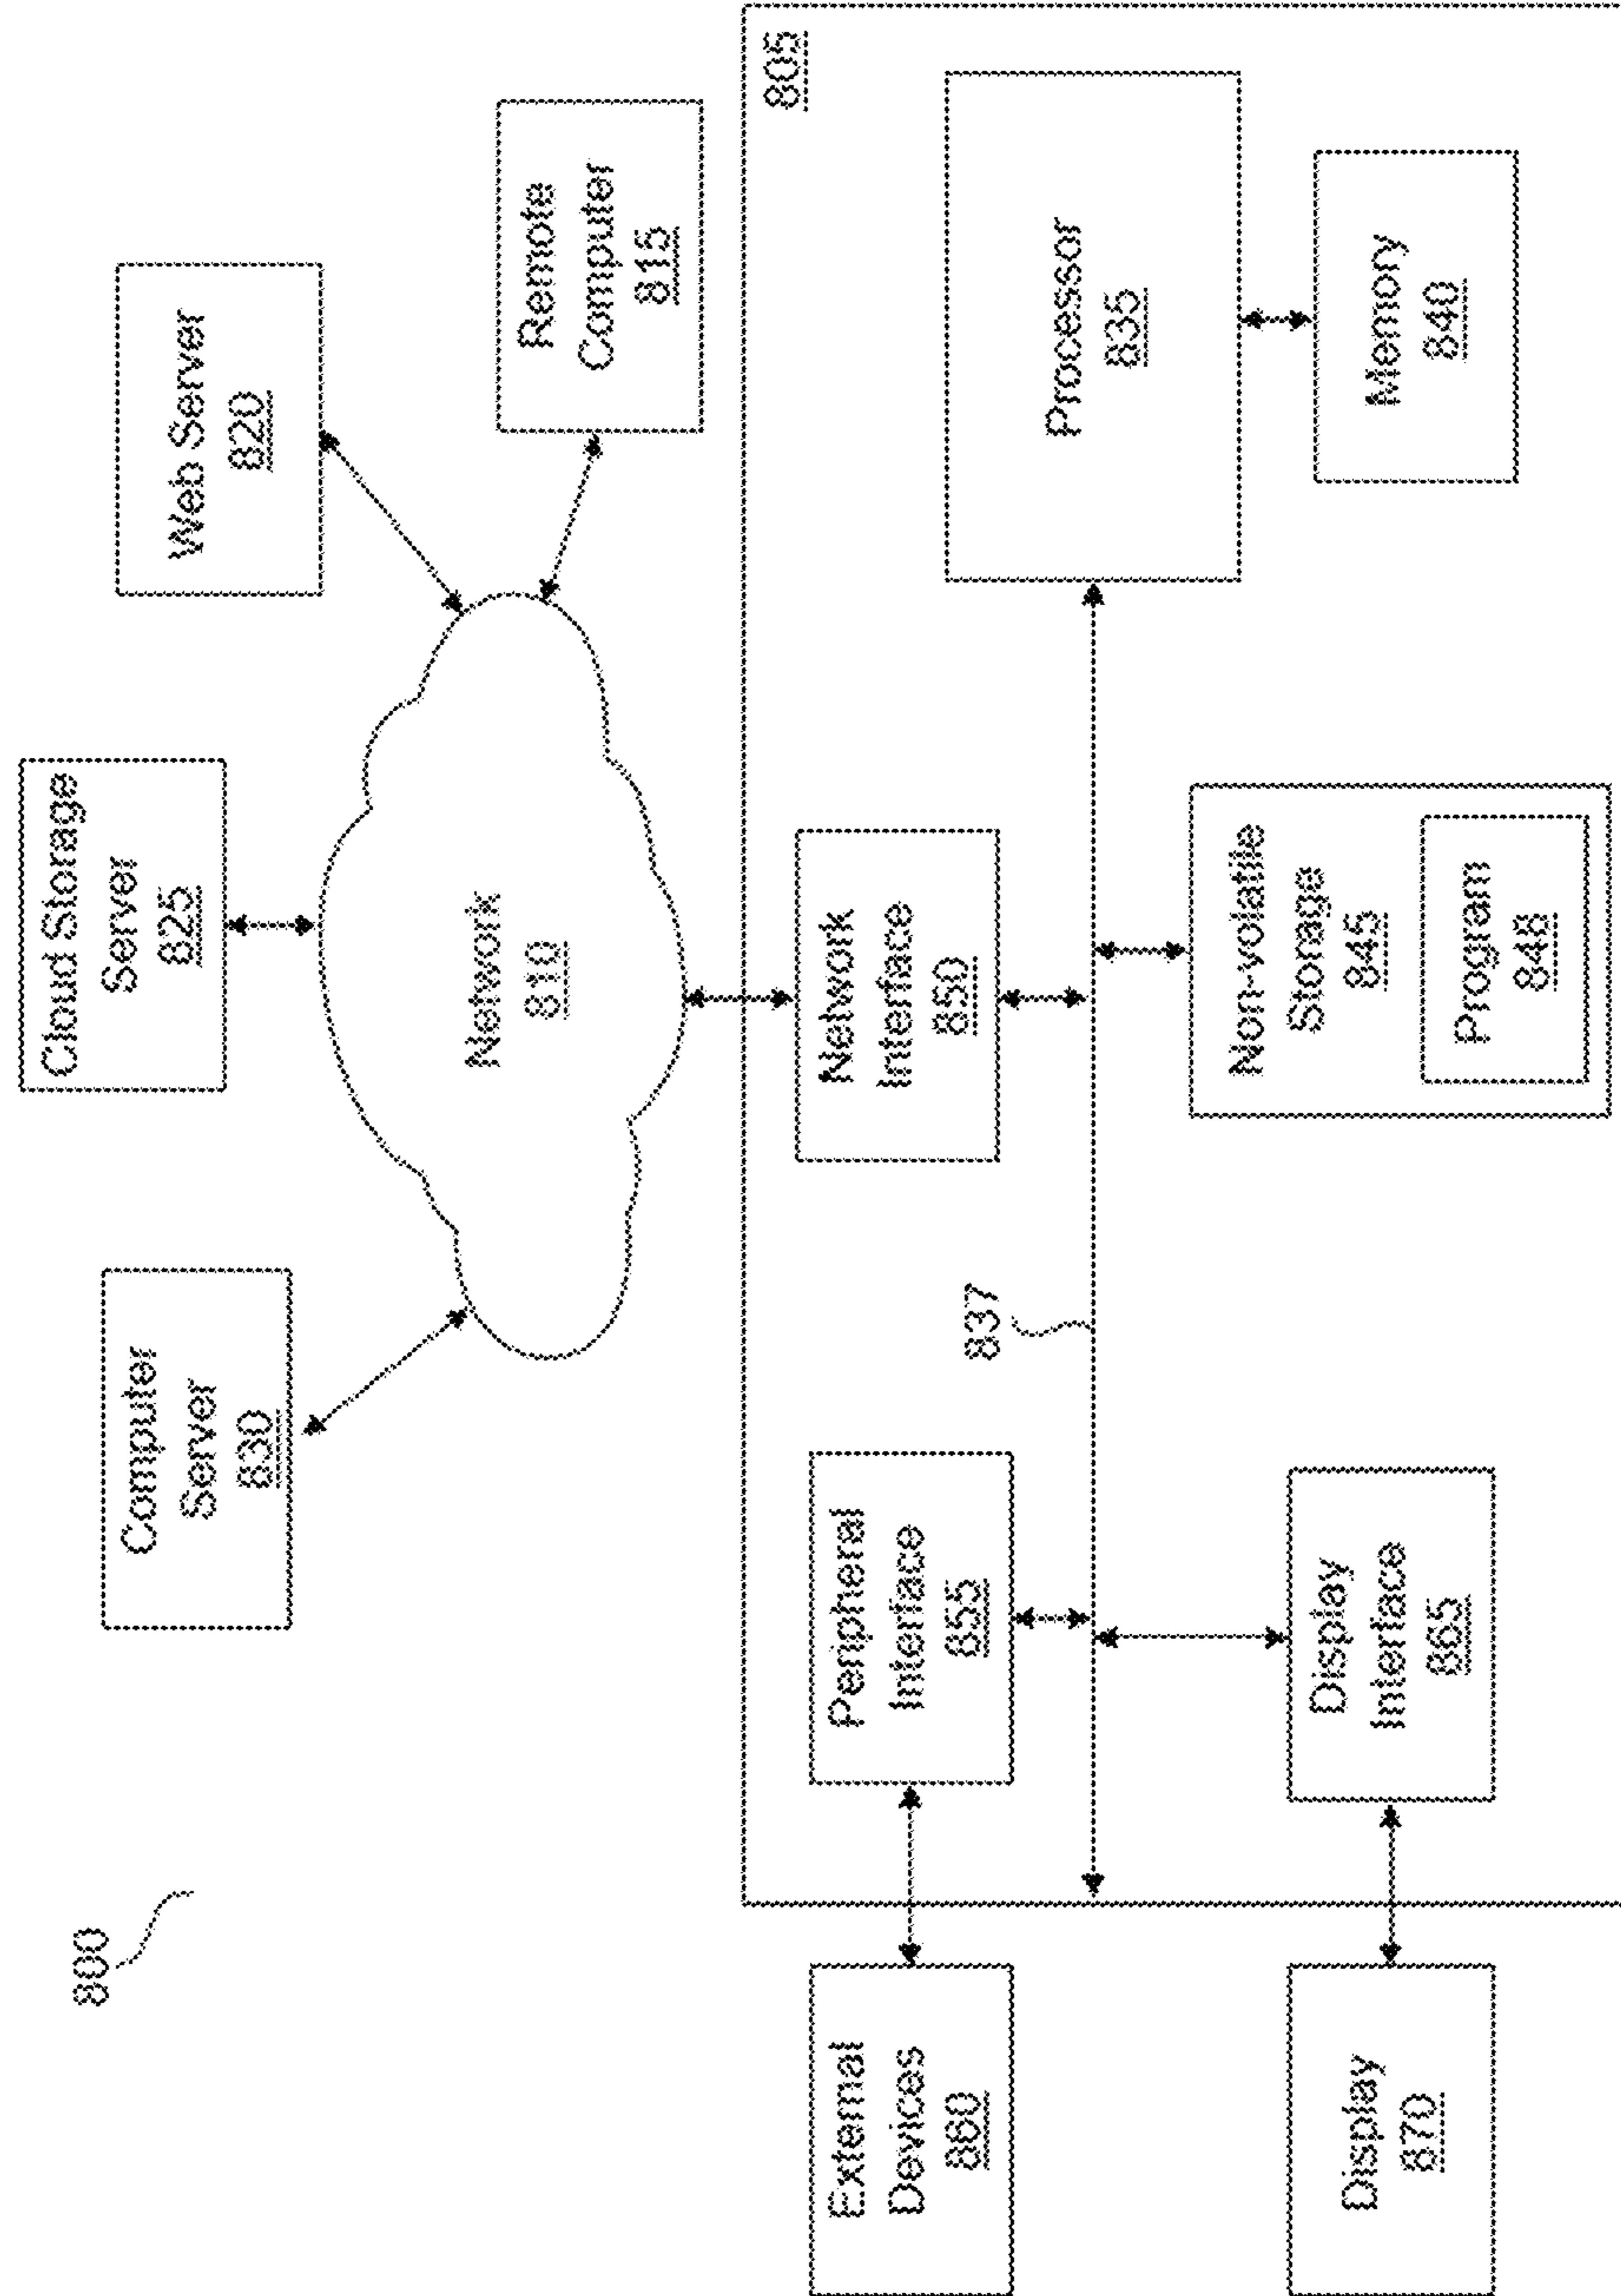 800
Computer
Server
830
Cloud Storage
Server
825
Web Server
820
Remote
Computer
815
Network
810
805
External
Devices
860
Peripheral
Interface
855
837
Network
Interface
850
Processor
835
Display
870
Display
Interface
865
Non-volatile
Storage
845
Program
848
Memory
840